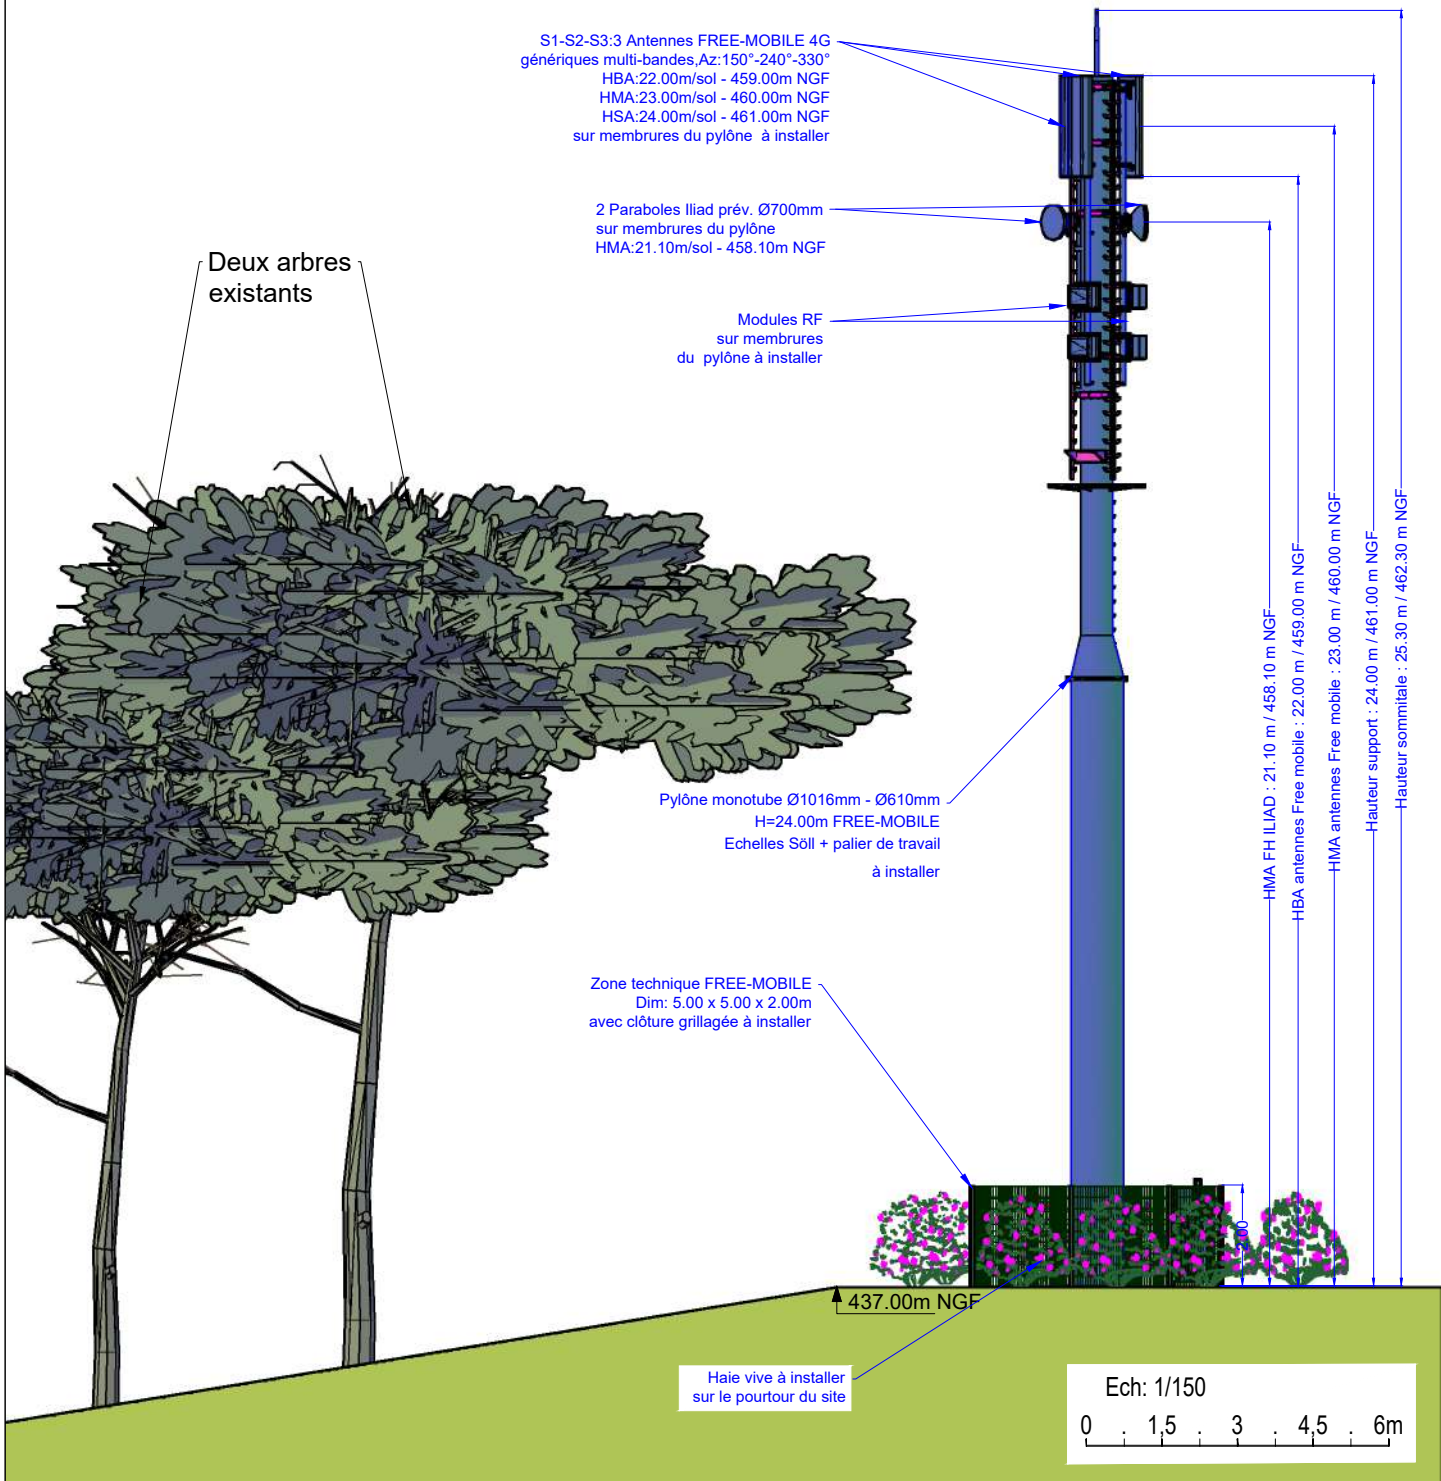 S1-S2-S3:3 Antennes FREE-MOBILE 4G
génériques multi-bandes,Az:150°-240°-330°
HBA:22.00m/sol - 459.00m NGF
HMA:23.00m/sol - 460.00m NGF
HSA:24.00m/sol - 461.00m NGF
sur membrures du pylône à installer
2 Paraboles Iliad prév. Ø700mm
sur membrures du pylône
HMA:21.10m/sol - 458.10m NGF
Deux arbres
existants
Modules RF
sur membrures
du pylône à installer
Pylône monotube Ø1016mm - Ø610mm
H=24.00m FREE-MOBILE
Echelles Söll + palier de travail
à installer
Zone technique FREE-MOBILE
Dim: 5.00 x 5.00 x 2.00m
avec clôture grillagée à installer
HMA FH ILIAD : 21.10 m / 458.10 m NGF
HBA antennes Free mobile : 22.00 m / 459.00 m NGF
HMA antennes Free mobile : 23.00 m / 460.00 m NGF
Hauteur support : 24.00 m / 461.00 m NGF
Hauteur sommitale : 25.30 m / 462.30 m NGF
2.00
437.00m NGF
Haie vive à installer
sur le pourtour du site
Ech: 1/150
0 . 1,5 . 3 . 4,5 . 6m